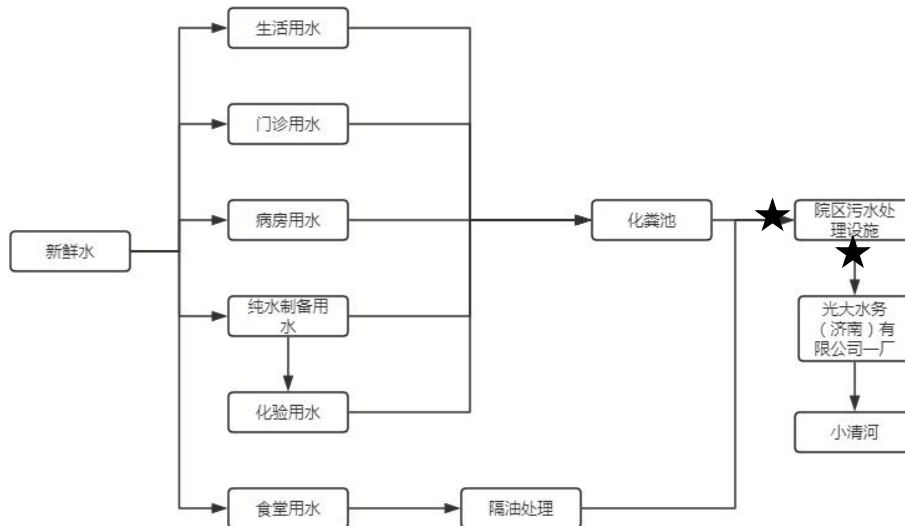 生活用水
门诊用水
病房用水
新鲜水
纯水制备用
水
化验用水
食堂用水
隔油处理
化粪池
院区污水处
理设施
光大水务
（济南）有
限公司一厂
小清河